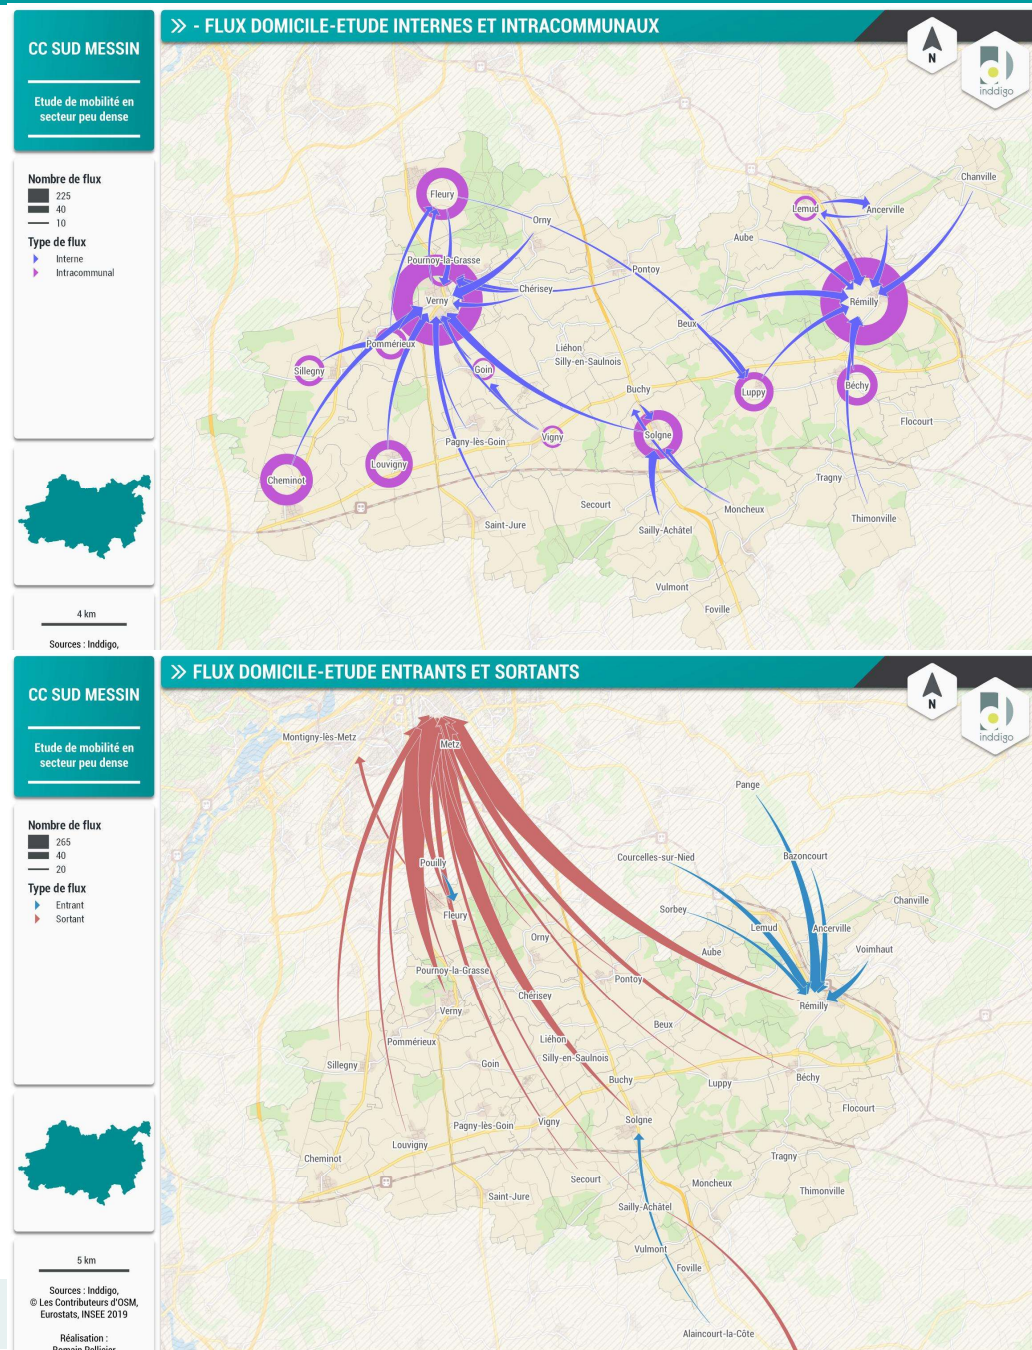 CC SUD MESSIN
Etude de mobilité en
secteur peu dense
Nombre de flux
225
40
10
Type de flux
Interne
Intracommunal
4 km
Sources : Inddigo,
- FLUX DOMICILE-ETUDE INTERNES ET INTRACOMMUNAUX
N
inddigo
Chanville
Fleury
Lemud
Ancerville
Orny
Aube
Pournoy-la-Grasse
Pontoy
Chérisey
Verny
Rémilly
Beux
Pommérieux
Liéhon
Silly-en-Saulnois
Sillegny
Goin
Buchy
Luppy
Béchy
Flocourt
Vigny
Solgne
Pagny-lès-Goin
Louvigny
Cheminot
Tragny
Secourt
Moncheux
Thimonville
Saint-Jure
Sailly-Achâtel
Vulmont
Foville
CC SUD MESSIN
Etude de mobilité en
secteur peu dense
Nombre de flux
265
40
20
Type de flux
Entrant
Sortant
5 km
Sources : Inddigo,
© Les Contributeurs d'OSM,
Eurostats, INSEE 2019
Réalisation :
Romain Pellicier
FLUX DOMICILE-ETUDE ENTRANTS ET SORTANTS
N
inddigo
Montigny-lès-Metz
Metz
Pange
Courcelles-sur-Nied
Bazoncourt
Pouilly
Chanville
Sorbey
Fleury
Lemud
Ancerville
Orny
Voimhaut
Aube
Pournoy-la-Grasse
Pontoy
Chérisey
Rémilly
Verny
Beux
Pommérieux
Liéhon
Silly-en-Saulnois
Sillegny
Goin
Buchy
Luppy
Béchy
Flocourt
Pagny-lès-Goin
Vigny
Solgne
Louvigny
Cheminot
Tragny
Secourt
Moncheux
Thimonville
Saint-Jure
Sailly-Achâtel
Vulmont
Foville
Alaincourt-la-Côte